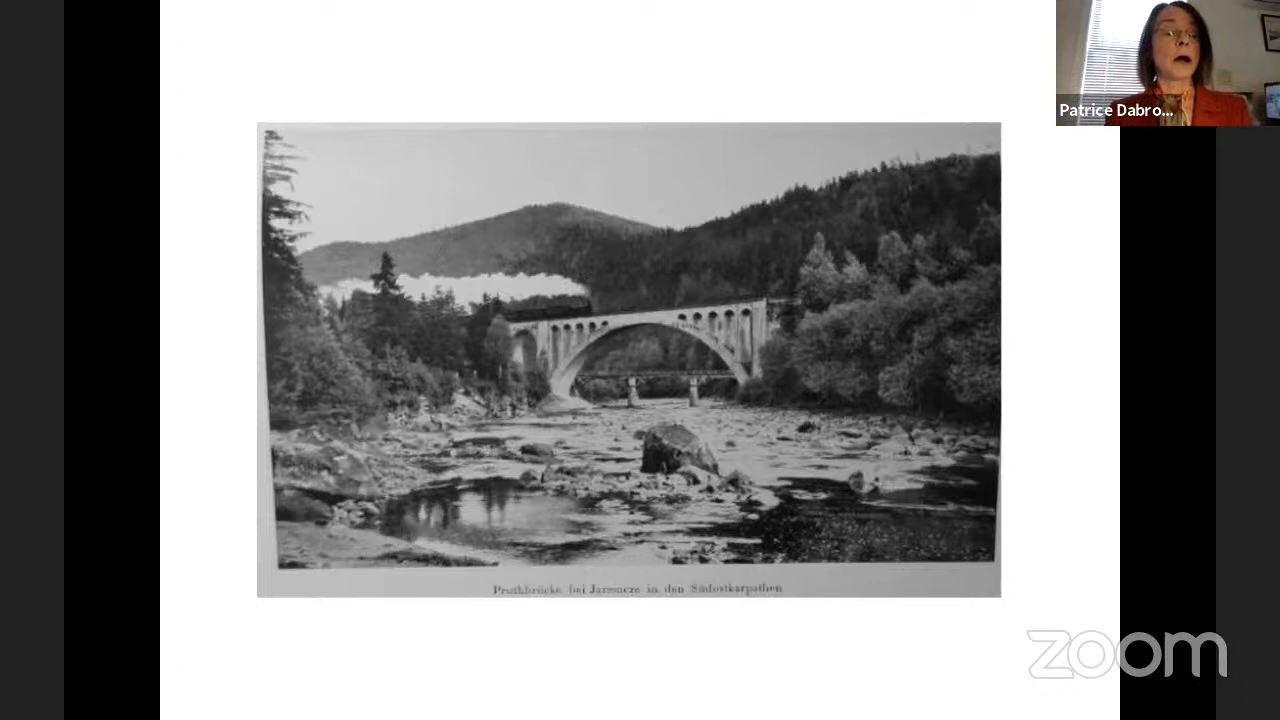 Patrice Dabro...
Pruthbrücke bei Jaremcze in den Südostkarpathen
zoom